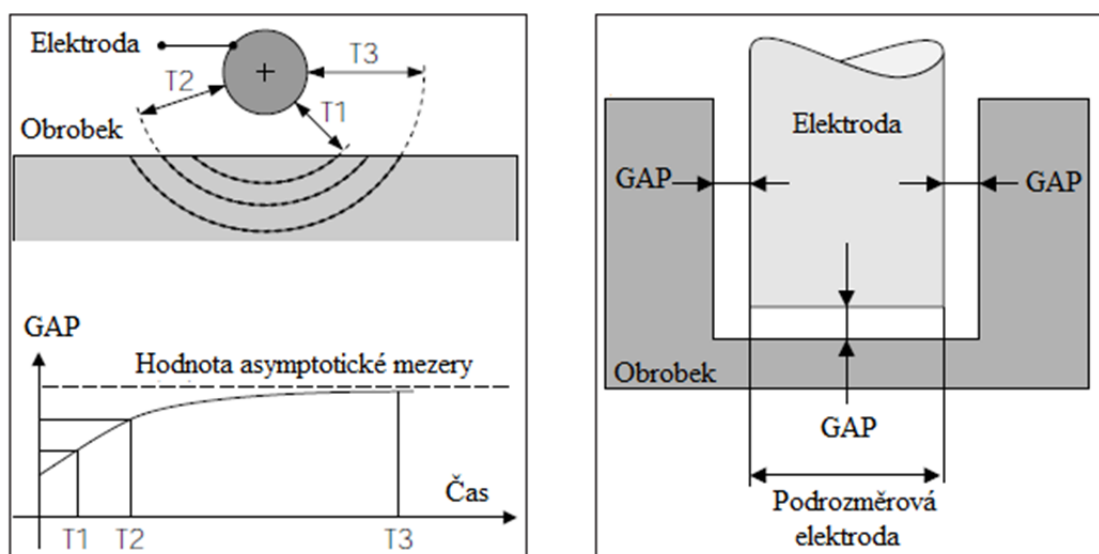 Elektroda
T3
T2
T1
Obrobek
GAP
Hodnota asymptotické mezery
Čas
T1 T2 T3
Elektroda
GAP
GAP
Obrobek
GAP
Podrozměrová
elektroda